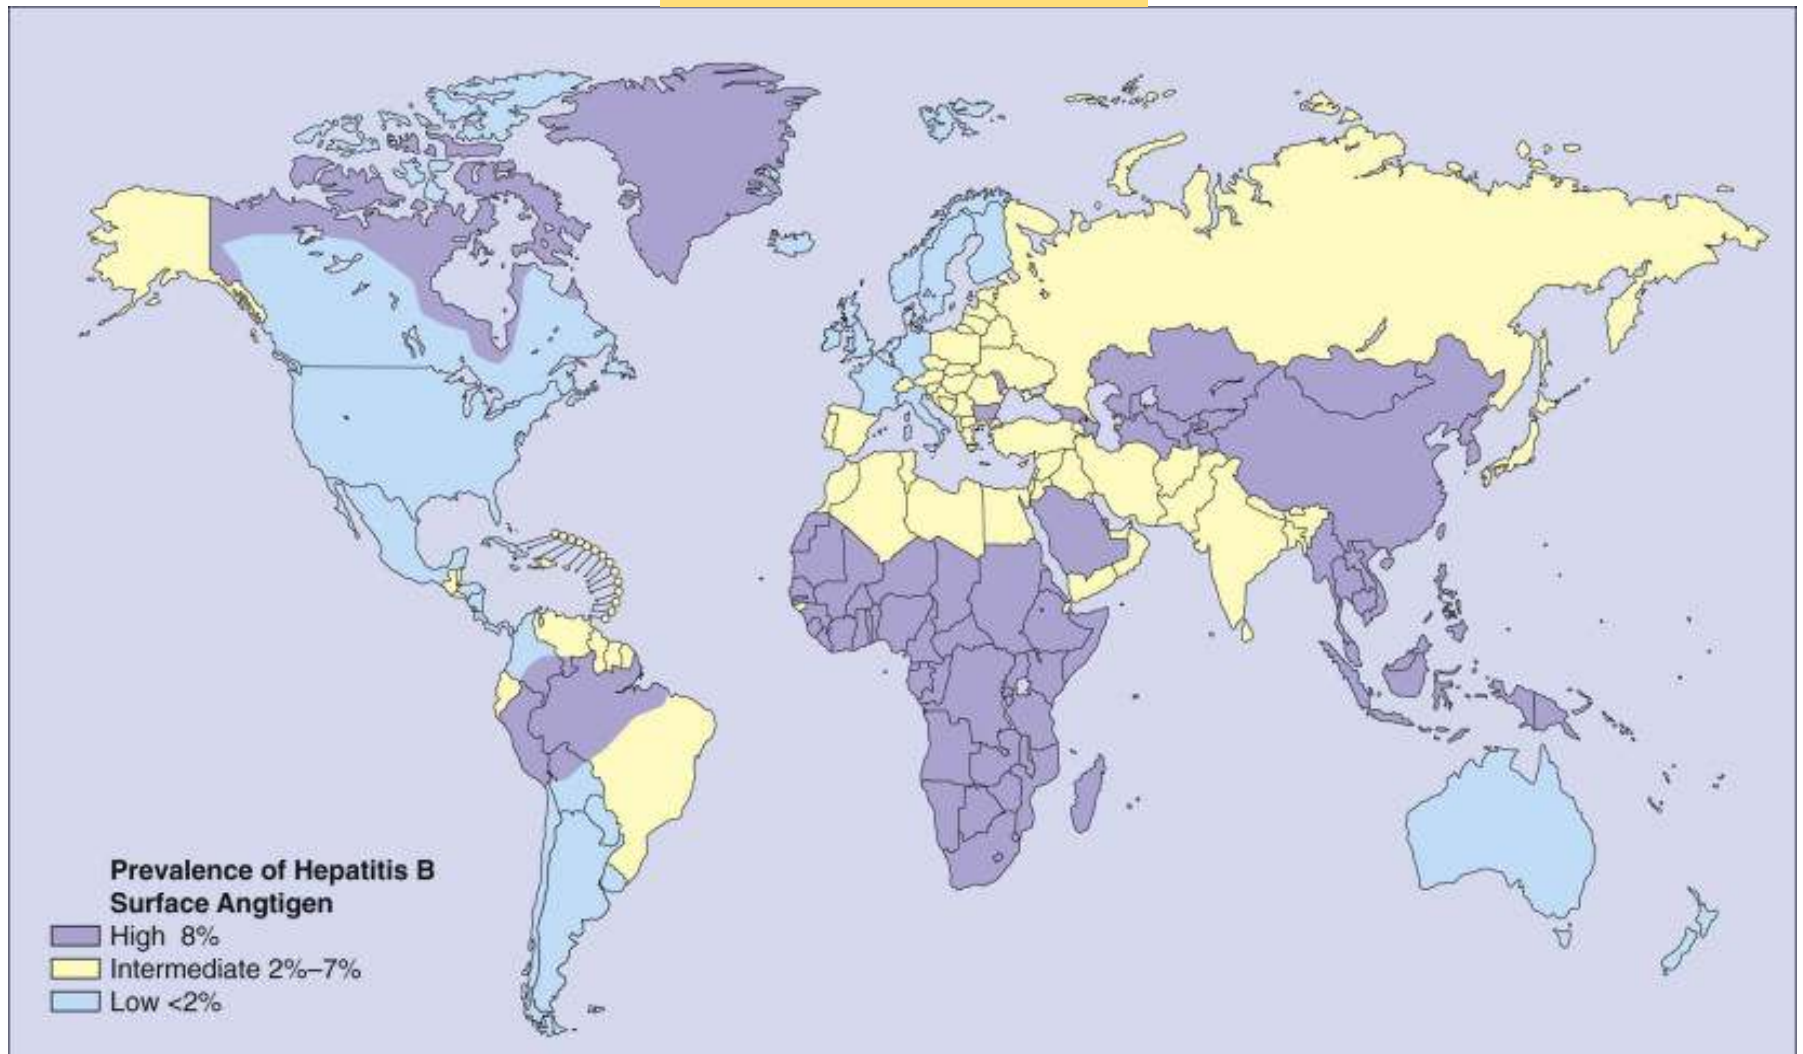 Prevalence of Hepatitis B
Surface Angtigen
High 8%
Intermediate 2%–7%
Low <2%